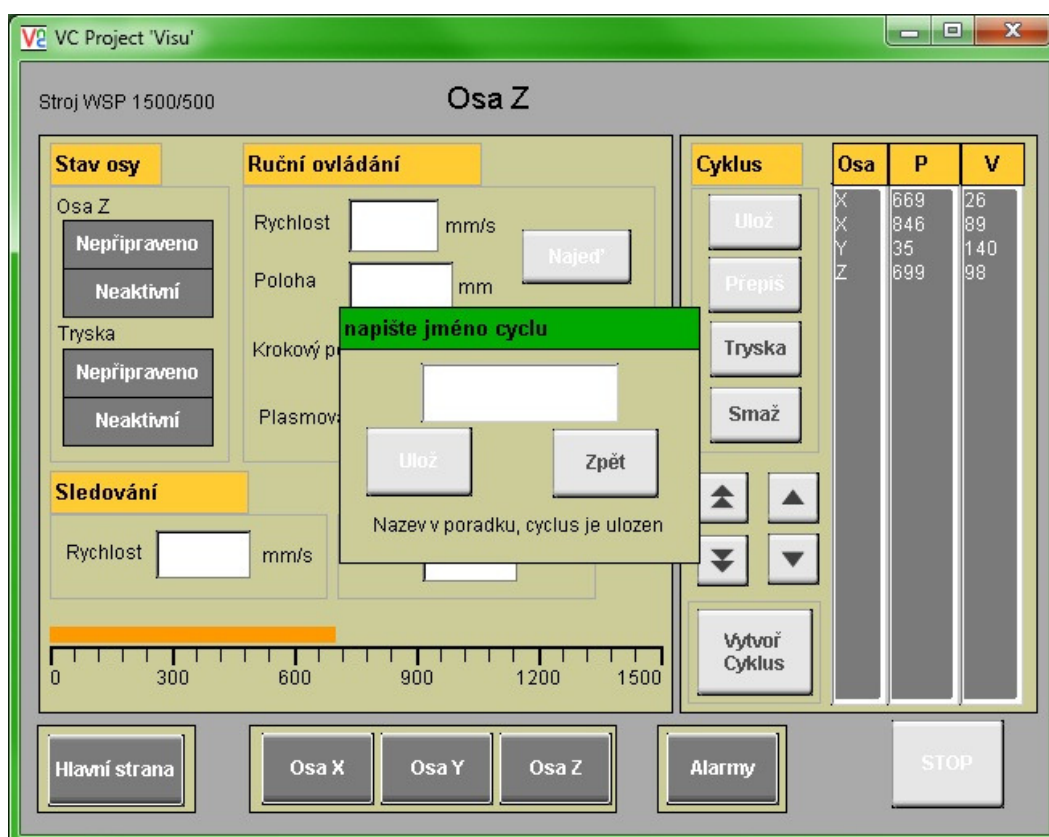 VC Project 'Visu'
Stroj WSP 1500/500
Osa Z
Stav osy
Osa Z
Nepřipraveno
Neaktivní
Tryska
Nepřipraveno
Neaktivní
Ruční ovládání
Rychlost mm/s
Najeď
Poloha mm
Krokový p
Plasmov
napište jméno cyclu
Ulož Zpět
Nazev v poradku, cyclus je ulozen
Sledování
Rychlost mm/s
0 300 600 900 1200 1500
Cyklus
Ulož
Přepiš
Tryska
Smaž
Vytvoř
Cyklus
Osa P V
X 669 26
X 846 89
Y 35 140
Z 699 98
Hlavní strana Osa X Osa Y Osa Z Alarmy STOP